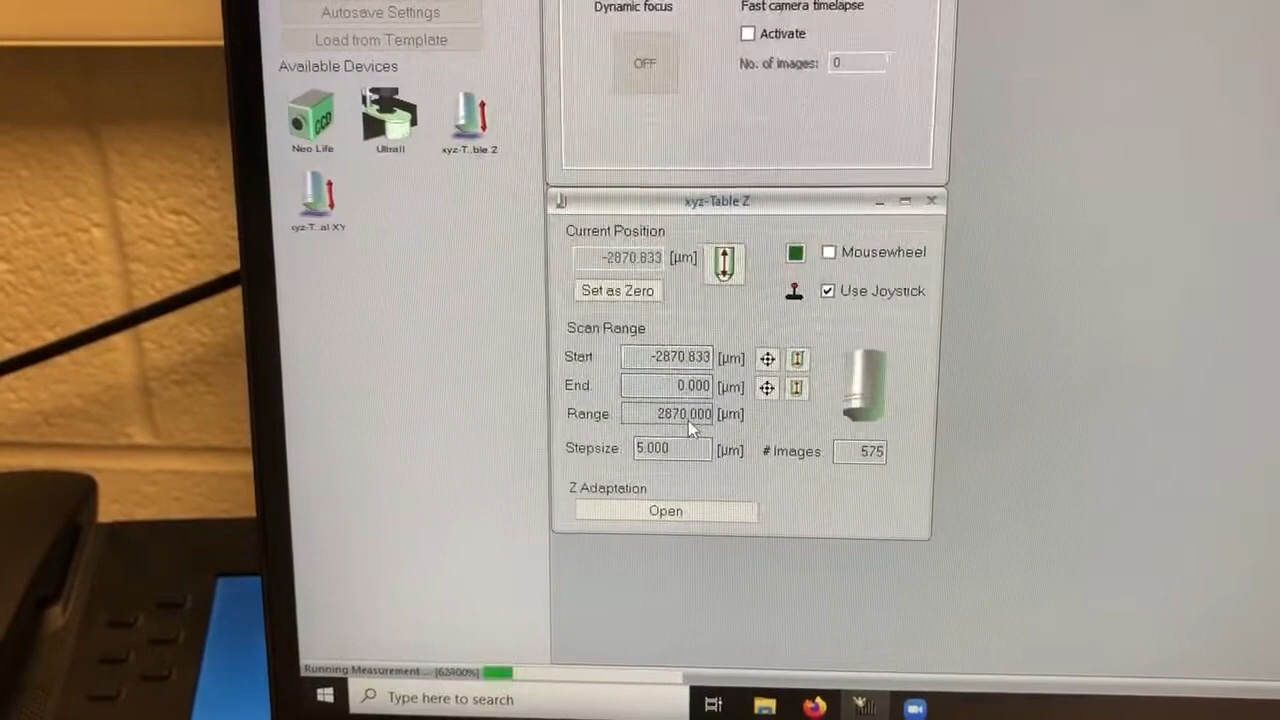 Autosave Settings
Load from Template
Available Devices
Neo Life
UltraII
xyz-T..ble Z
xyz-T..al XY
Dynamic focus
OFF
Fast camera timelapse
Activate
No. of images: 0
xyz-Table Z
Current Position
-2870.833 [µm]
Set as Zero
Mousewheel
Use Joystick
Scan Range
Start -2870.833 [µm]
End 0.000 [µm]
Range 2870.000 [µm]
Stepsize 5.000 [µm] # Images 575
Z Adaptation
Open
Running Measurement...
Type here to search